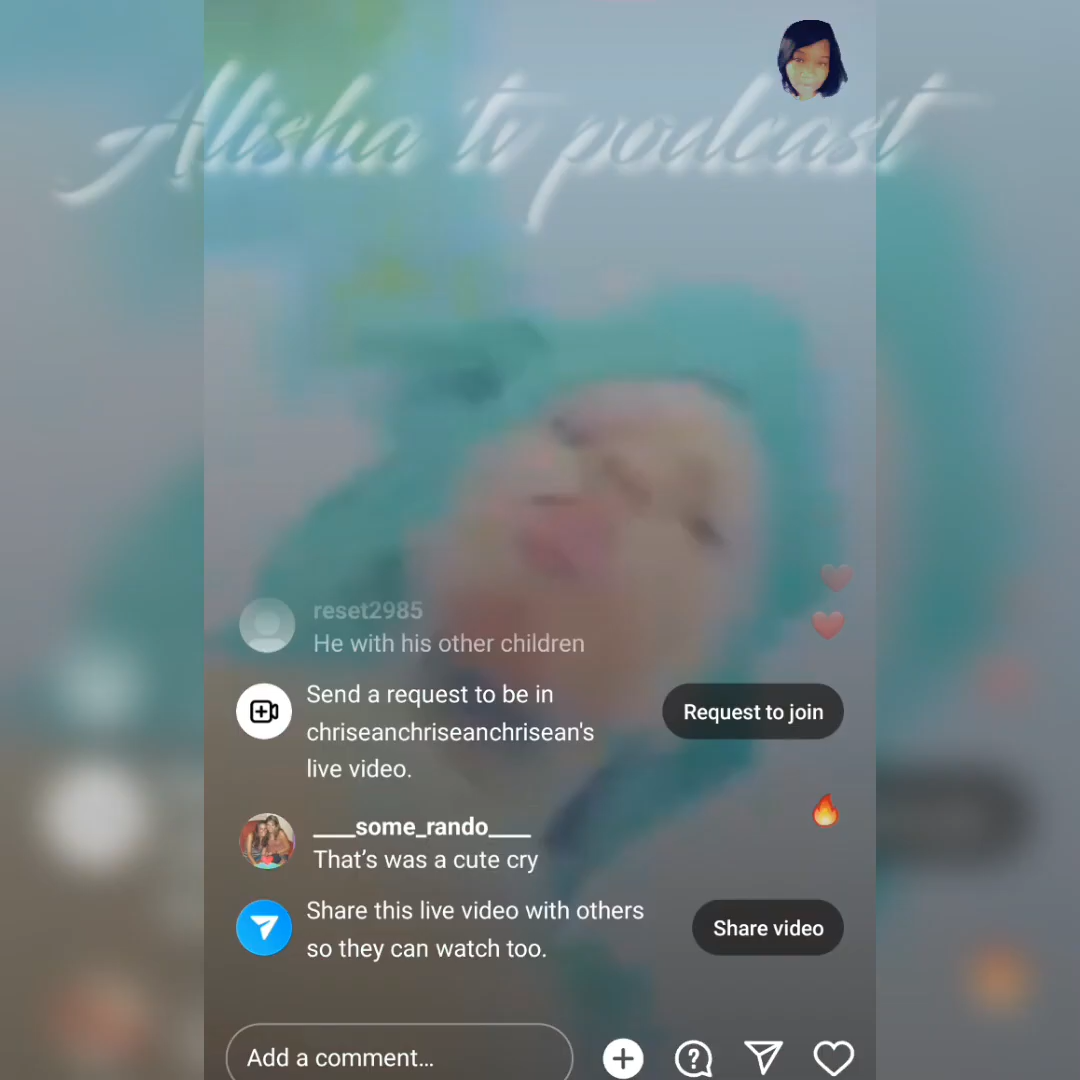 Alisha tv podcast
reset2985
He with his other children
Send a request to be in
chriseanchriseanchrisean's
live video.
Request to join
____some_rando____
That’s was a cute cry
Share this live video with others
so they can watch too.
Share video
Add a comment…